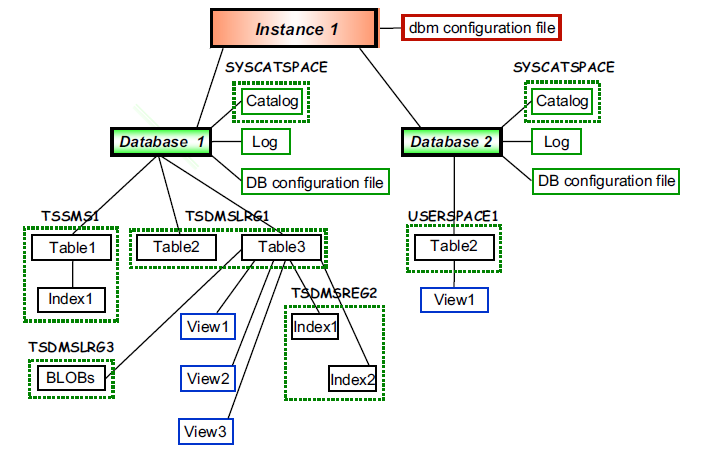 Instance 1
dbm configuration file
SYSCATSPACE
SYSCATSPACE
Catalog
Catalog
Database 1
Log
Database 2
Log
DB configuration file
DB configuration file
TSSMS1
TSDMSLRG1
USERSPACE1
Table1
Table2
Table3
Table2
TSDMSREG2
Index1
View1
Index1
View1
TSDMSLRG3
BLOBs
View2
Index2
View3